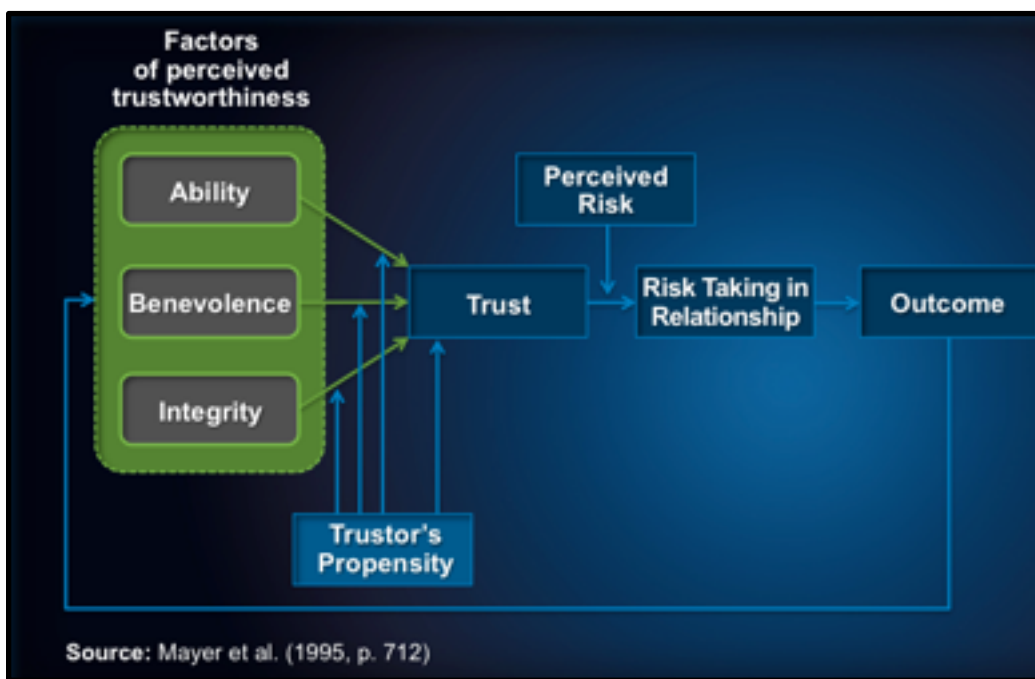 Factors
of perceived
trustworthiness
Ability
Benevolence
Integrity
Trustor's
Propensity
Trust
Perceived
Risk
Risk Taking in
Relationship
Outcome
Source: Mayer et al. (1995, p. 712)